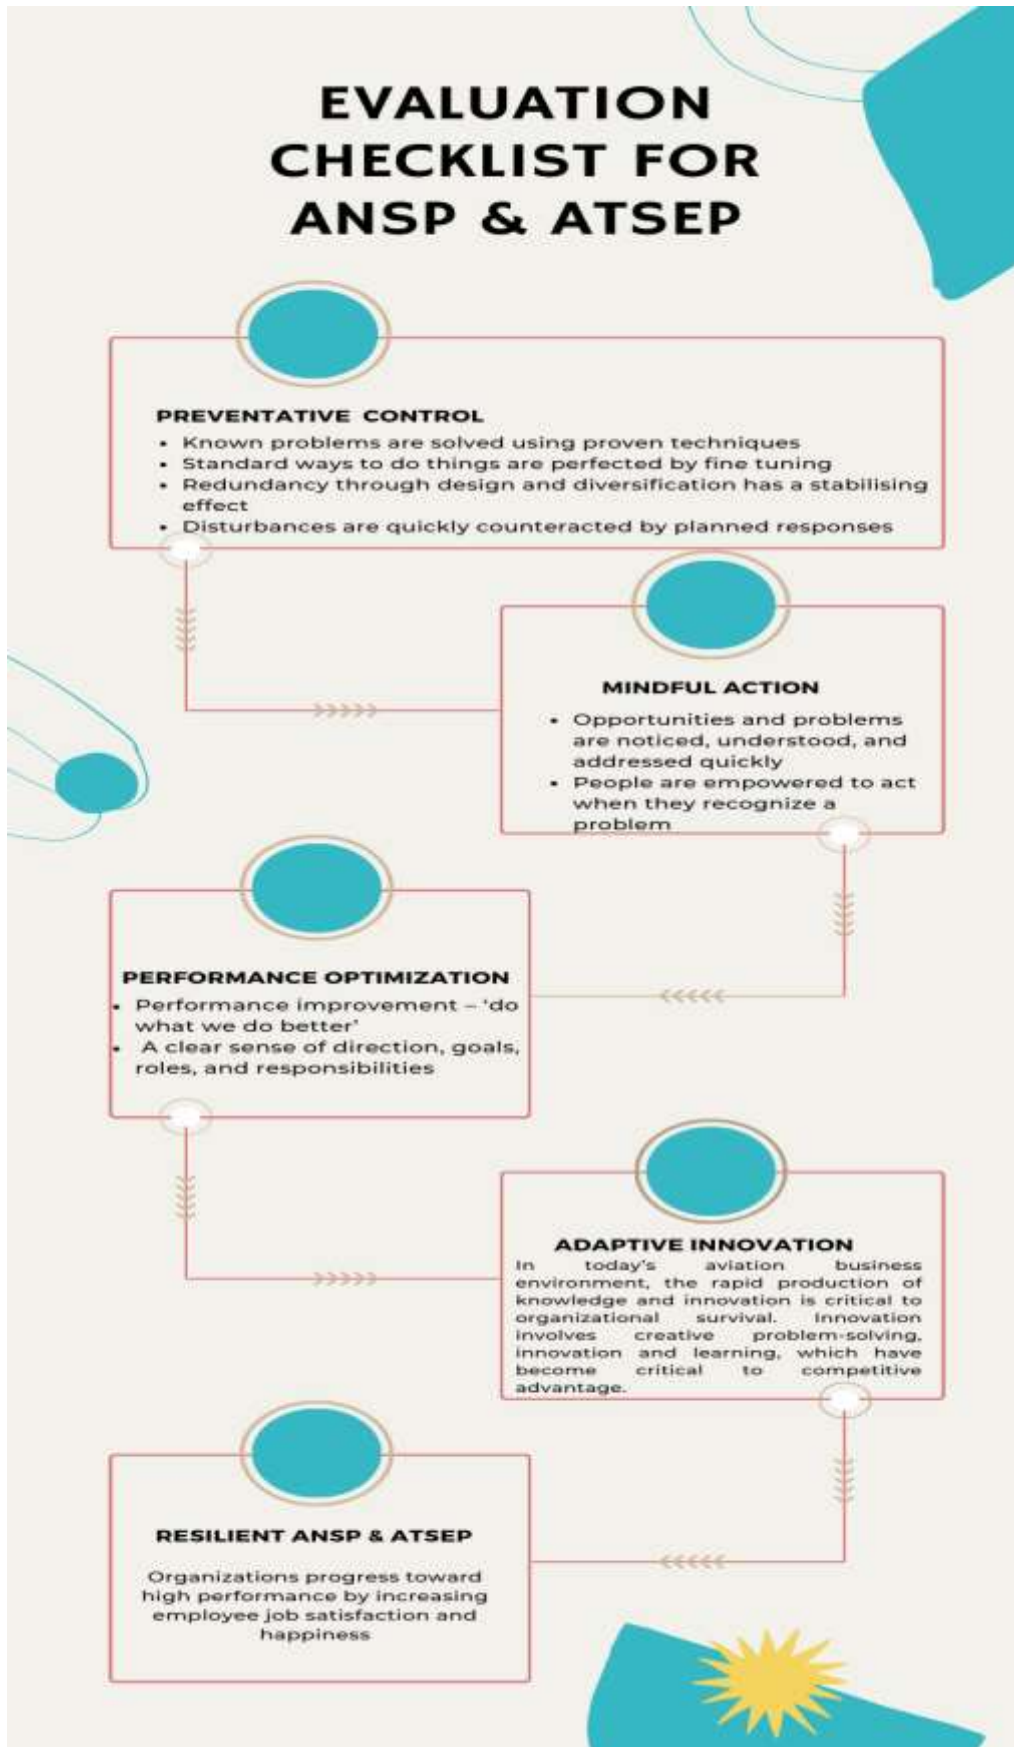 EVALUATION
CHECKLIST FOR
ANSP & ATSEP
PREVENTATIVE CONTROL
• Known problems are solved using proven techniques
• Standard ways to do things are perfected by fine tuning
• Redundancy through design and diversification has a stabilising
effect
• Disturbances are quickly counteracted by planned responses
MINDFUL ACTION
• Opportunities and problems
are noticed, understood, and
addressed quickly
• People are empowered to act
when they recognize a
problem
PERFORMANCE OPTIMIZATION
• Performance improvement – ‘do
what we do better’
• A clear sense of direction, goals,
roles, and responsibilities
ADAPTIVE INNOVATION
In today's aviation business
environment, the rapid production of
knowledge and innovation is critical to
organizational survival. Innovation
involves creative problem-solving,
innovation and learning, which have
become critical to competitive
advantage.
RESILIENT ANSP & ATSEP
Organizations progress toward
high performance by increasing
employee job satisfaction and
happiness